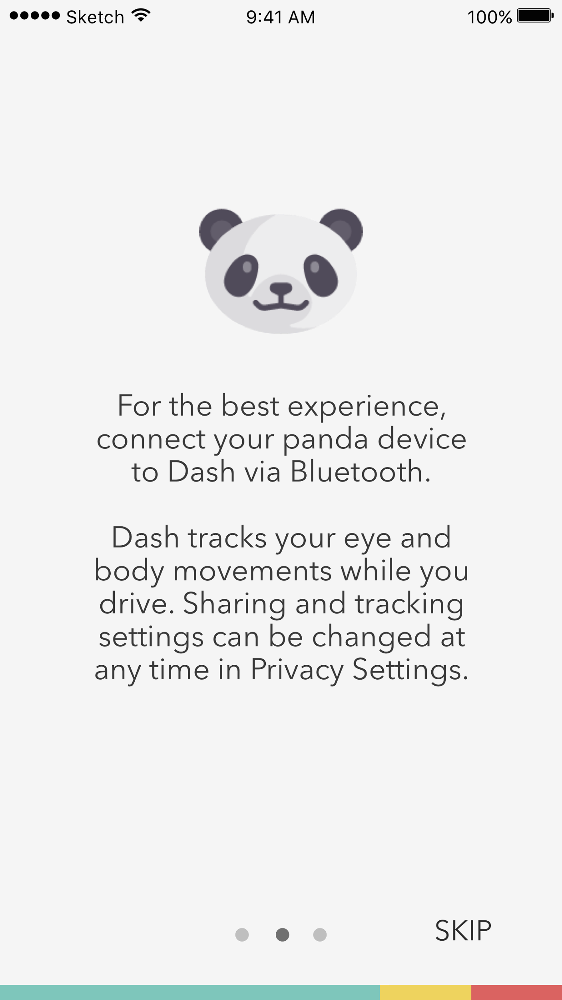 Sketch 9:41 AM 100%
For the best experience,
connect your panda device
to Dash via Bluetooth.
Dash tracks your eye and
body movements while you
drive. Sharing and tracking
settings can be changed at
any time in Privacy Settings.
SKIP